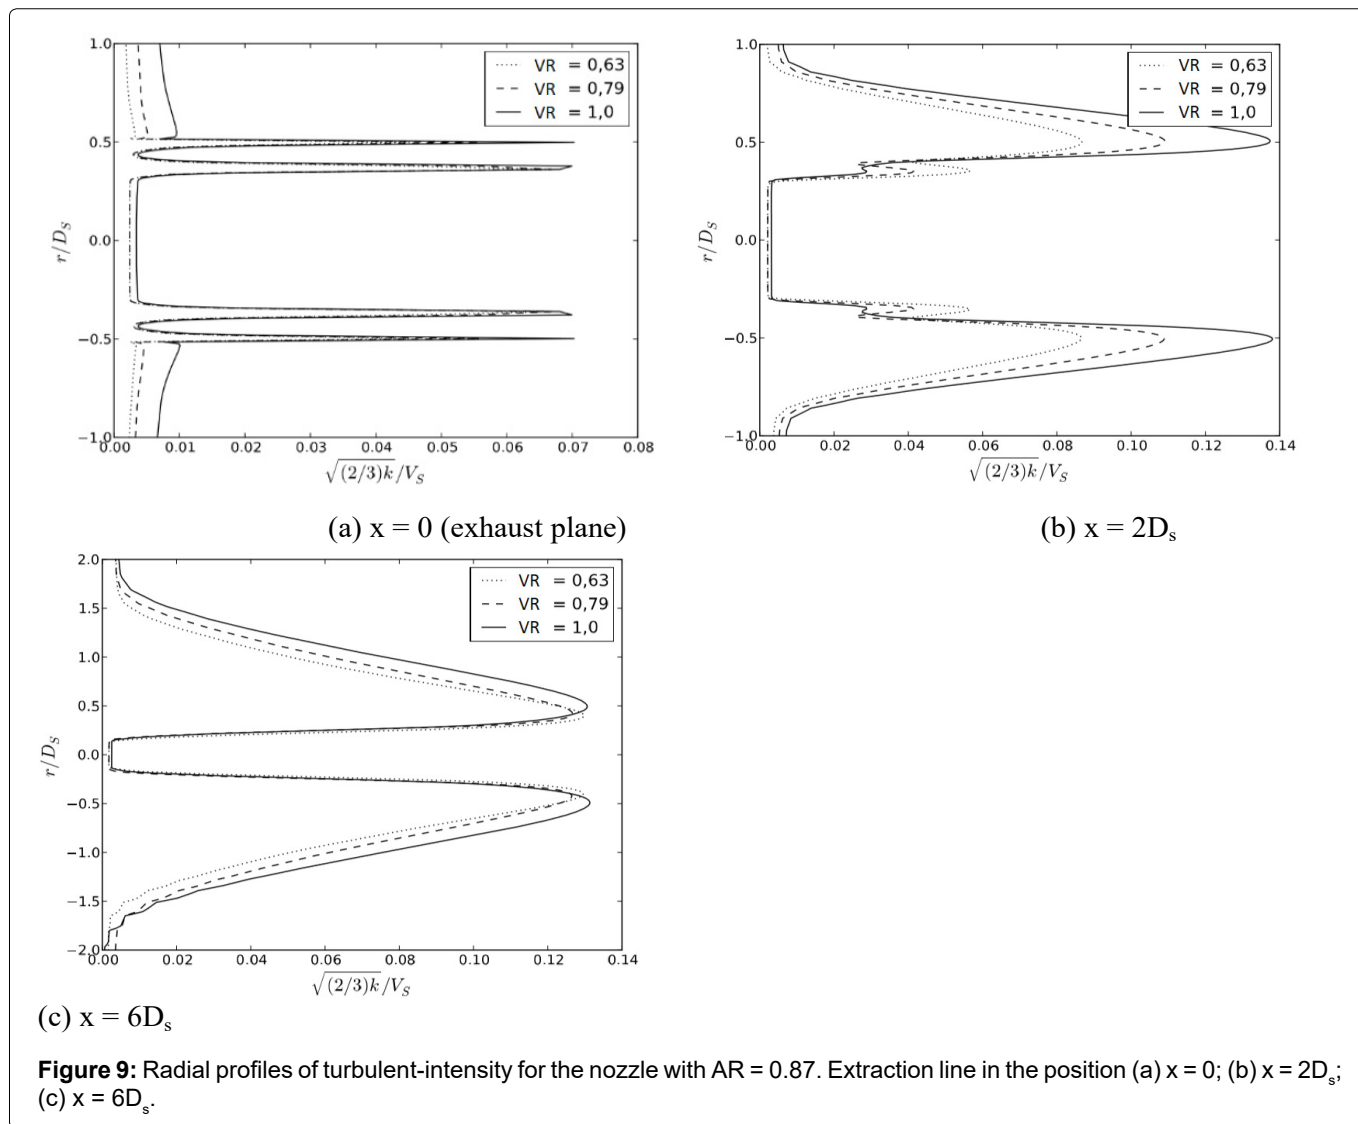 1.0
0.5
0.0
−0.5
−1.0
r/D_S
0.00 0.01 0.02 0.03 0.04 0.05 0.06 0.07 0.08
√(2/3)k/V_S
VR = 0,63
VR = 0,79
VR = 1,0
(a) x = 0 (exhaust plane)
1.0
0.5
0.0
−0.5
−1.0
r/D_S
0.00 0.02 0.04 0.06 0.08 0.10 0.12 0.14
√(2/3)k/V_S
VR = 0,63
VR = 0,79
VR = 1,0
(b) x = 2D_s
2.0
1.5
1.0
0.5
0.0
−0.5
−1.0
−1.5
−2.0
r/D_S
0.00 0.02 0.04 0.06 0.08 0.10 0.12 0.14
√(2/3)k/V_S
VR = 0,63
VR = 0,79
VR = 1,0
(c) x = 6D_s
Figure 9: Radial profiles of turbulent-intensity for the nozzle with AR = 0.87. Extraction line in the position (a) x = 0; (b) x = 2D_s;
(c) x = 6D_s.